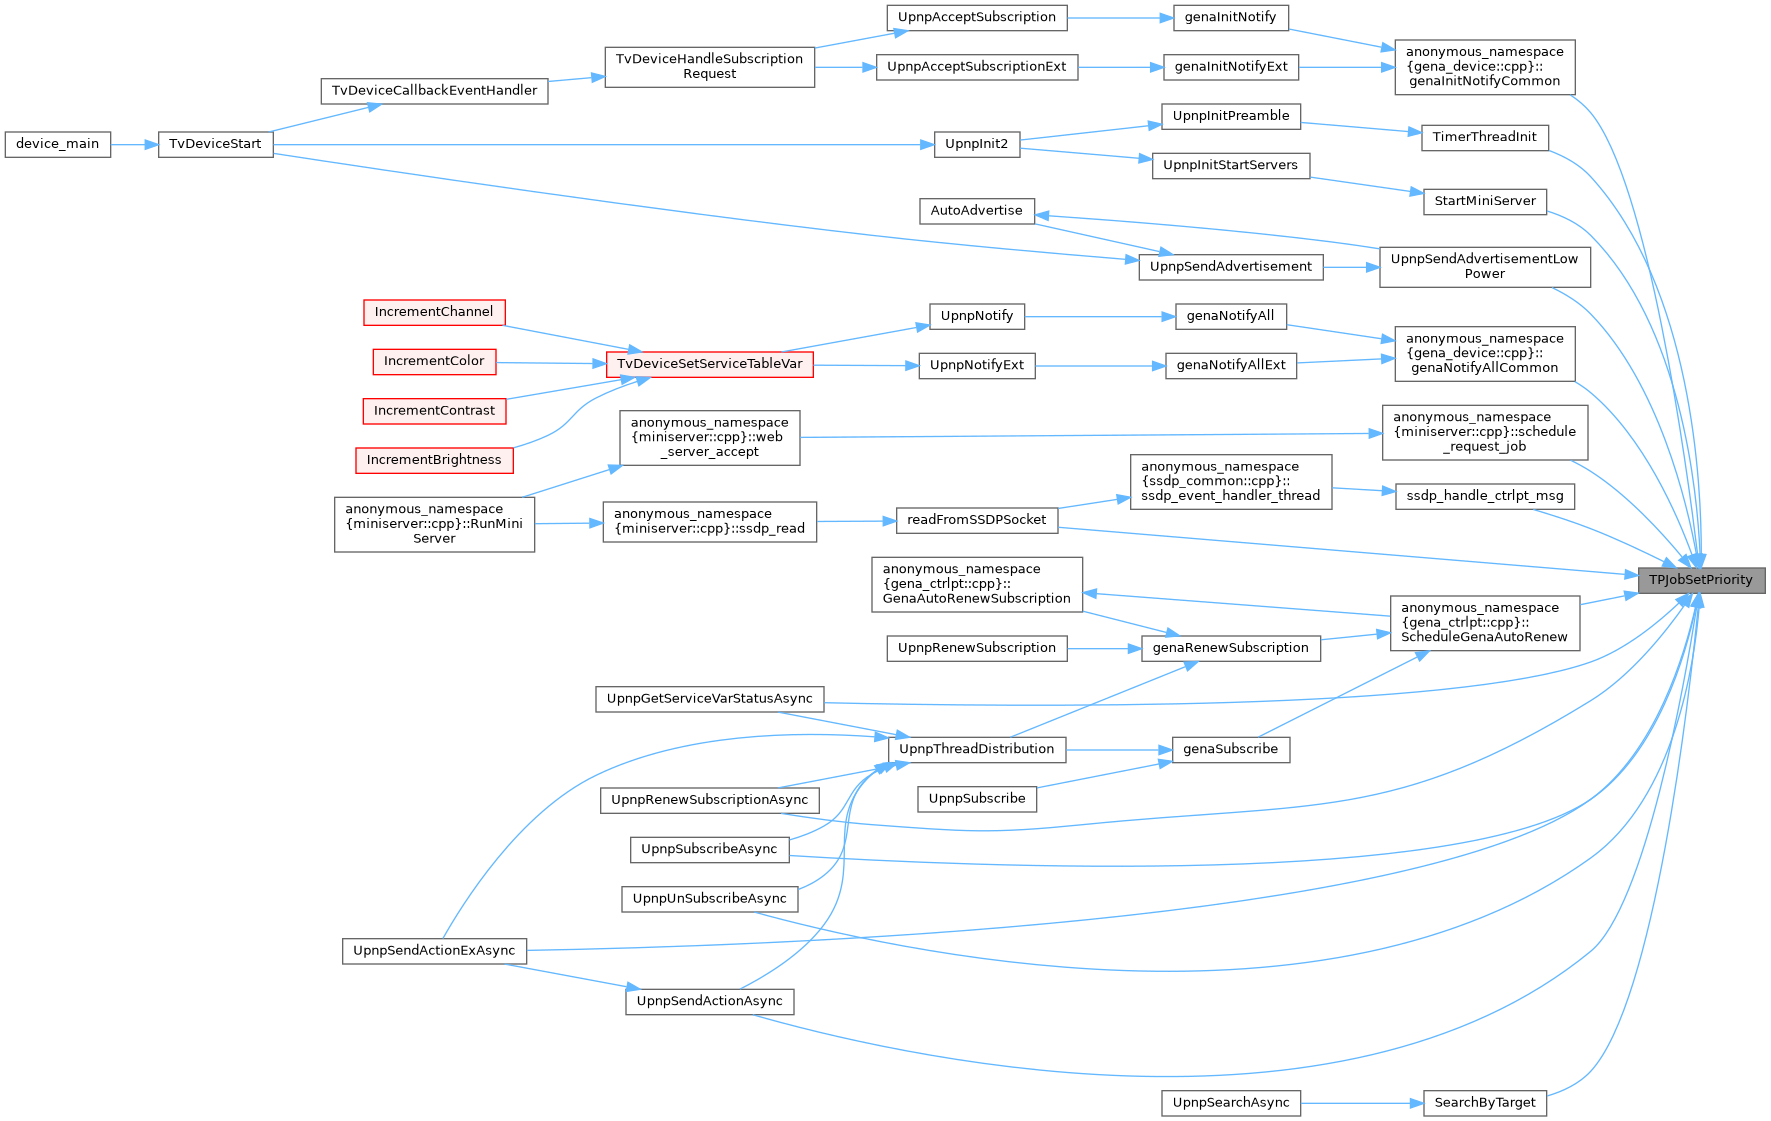 UpnpAcceptSubscription
genaInitNotify
TvDeviceHandleSubscription
Request
UpnpAcceptSubscriptionExt
genaInitNotifyExt
anonymous_namespace
{gena_device::cpp}::
genaInitNotifyCommon
TvDeviceCallbackEventHandler
device_main
TvDeviceStart
UpnpInit2
UpnpInitPreamble
TimerThreadInit
UpnpInitStartServers
StartMiniServer
AutoAdvertise
UpnpSendAdvertisement
UpnpSendAdvertisementLow
Power
IncrementChannel
IncrementColor
IncrementContrast
IncrementBrightness
TvDeviceSetServiceTableVar
UpnpNotify
genaNotifyAll
UpnpNotifyExt
genaNotifyAllExt
anonymous_namespace
{gena_device::cpp}::
genaNotifyAllCommon
anonymous_namespace
{miniserver::cpp}::web
_server_accept
anonymous_namespace
{miniserver::cpp}::schedule
_request_job
anonymous_namespace
{miniserver::cpp}::RunMini
Server
anonymous_namespace
{miniserver::cpp}::ssdp_read
readFromSSDPSocket
anonymous_namespace
{ssdp_common::cpp}::
ssdp_event_handler_thread
ssdp_handle_ctrlpt_msg
TPJobSetPriority
anonymous_namespace
{gena_ctrlpt::cpp}::
GenaAutoRenewSubscription
anonymous_namespace
{gena_ctrlpt::cpp}::
ScheduleGenaAutoRenew
UpnpRenewSubscription
genaRenewSubscription
UpnpGetServiceVarStatusAsync
UpnpThreadDistribution
genaSubscribe
UpnpRenewSubscriptionAsync
UpnpSubscribe
UpnpSubscribeAsync
UpnpUnSubscribeAsync
UpnpSendActionExAsync
UpnpSendActionAsync
UpnpSearchAsync
SearchByTarget